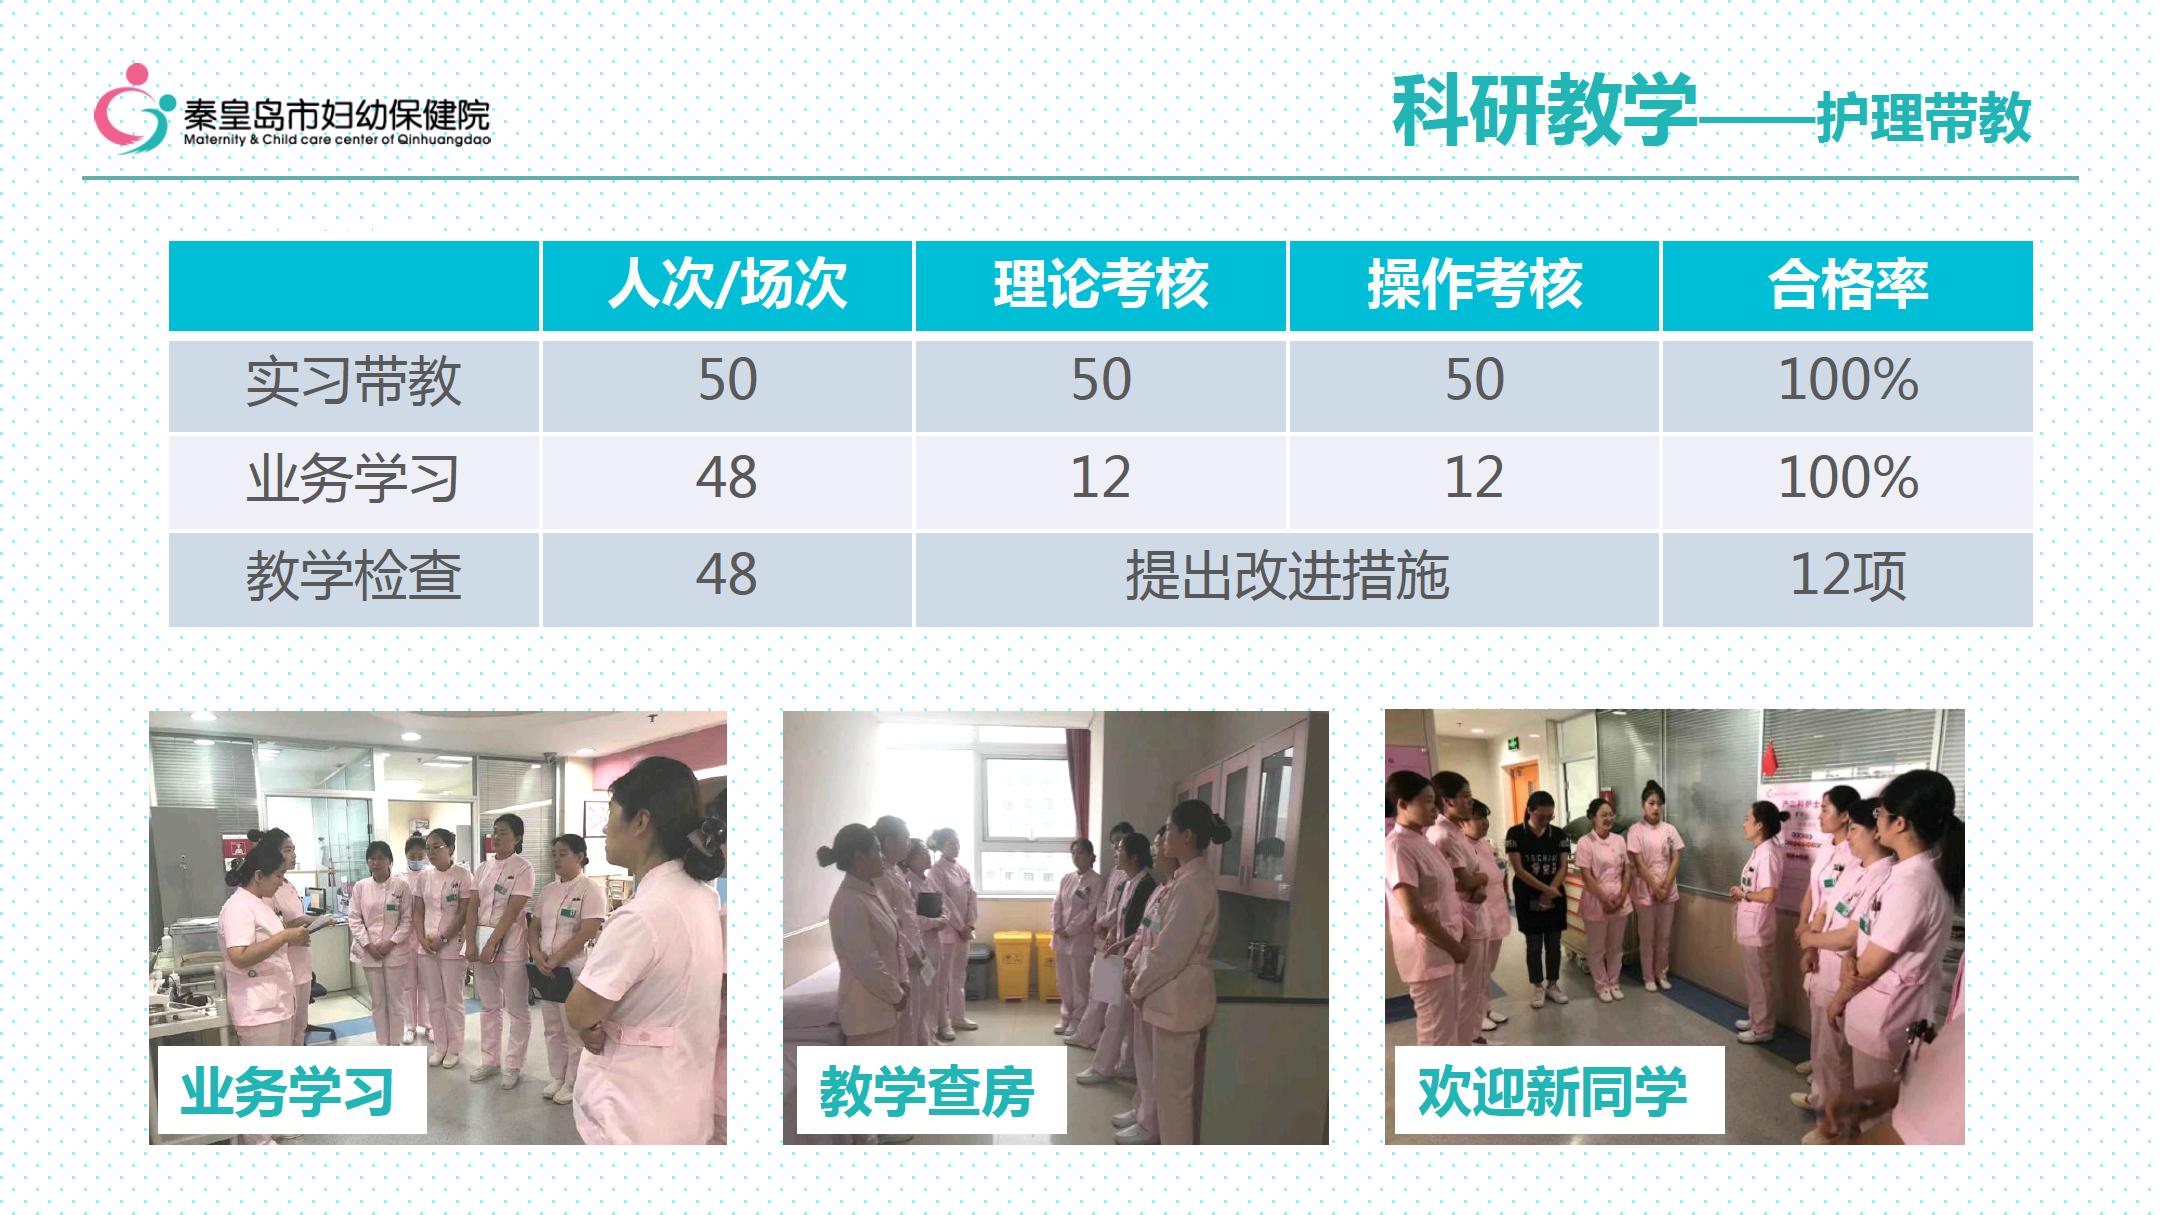 秦皇岛市妇幼保健院
Maternity & Child care center of Qinhuangdao
科研教学——护理带教
人次/场次 理论考核 操作考核 合格率
实习带教 50 50 50 100%
业务学习 48 12 12 100%
教学检查 48 提出改进措施 12项
业务学习
教学查房
欢迎新同学